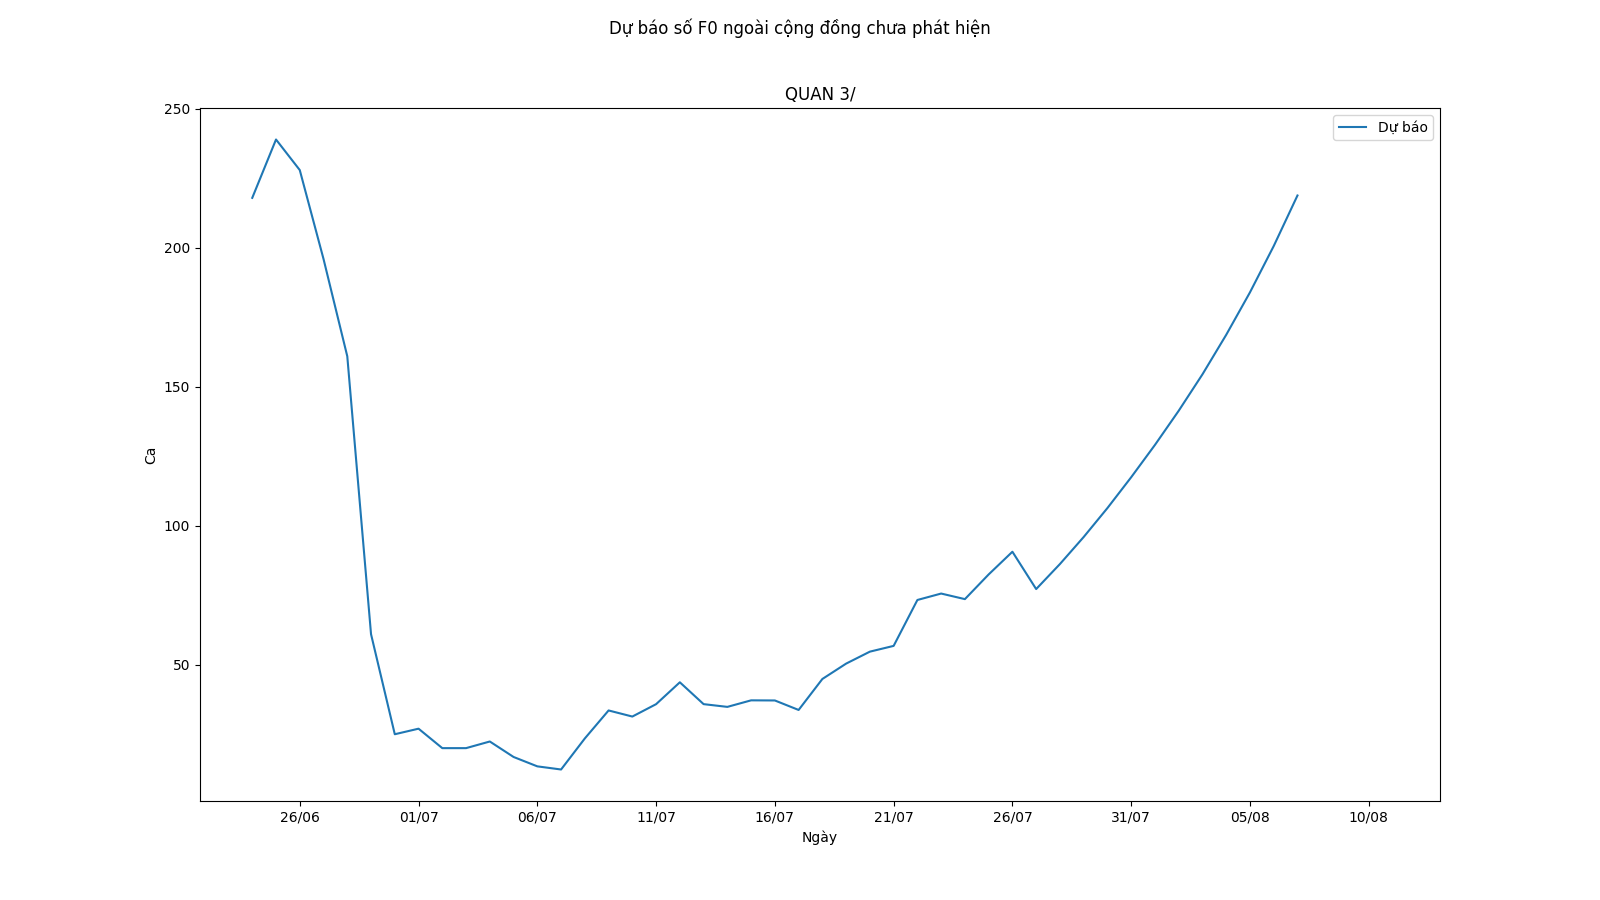 Dự báo số F0 ngoài cộng đồng chưa phát hiện
QUAN 3/
Dự báo
250
200
150
100
50
Ca
26/06 01/07 06/07 11/07 16/07 21/07 26/07 31/07 05/08 10/08
Ngày